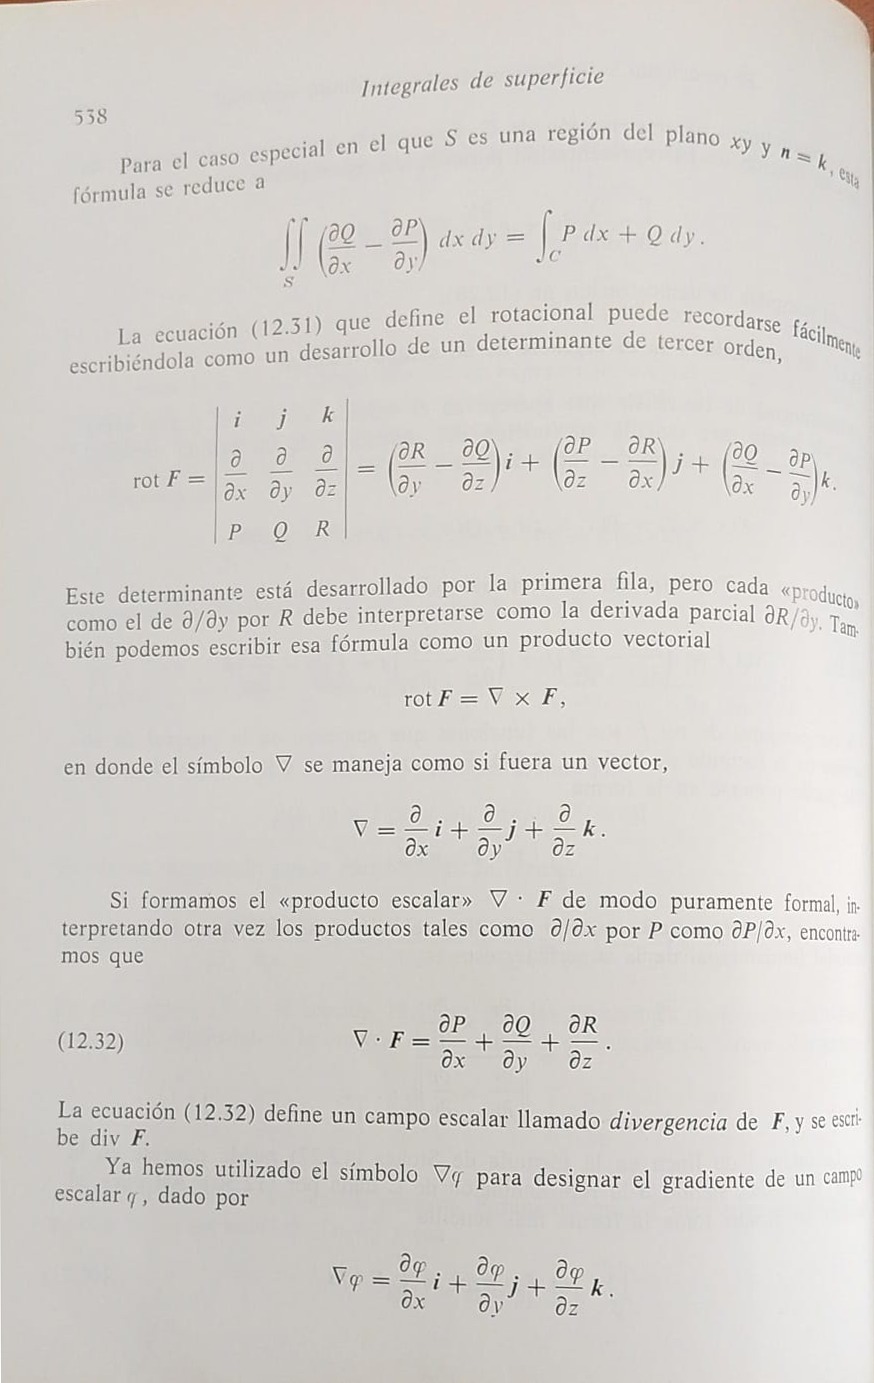 Integrales de superficie
538
Para el caso especial en el que S es una región del plano xy y n = k, esta
fórmula se reduce a
∬_S (∂Q/∂x − ∂P/∂y) dx dy = ∫_C P dx + Q dy.
La ecuación (12.31) que define el rotacional puede recordarse fácilmente
escribiéndola como un desarrollo de un determinante de tercer orden,
rot F = | i j k ; ∂/∂x ∂/∂y ∂/∂z ; P Q R | = (∂R/∂y − ∂Q/∂z) i + (∂P/∂z − ∂R/∂x) j + (∂Q/∂x − ∂P/∂y) k.
Este determinante está desarrollado por la primera fila, pero cada «producto»
como el de ∂/∂y por R debe interpretarse como la derivada parcial ∂R/∂y. Tam-
bién podemos escribir esa fórmula como un producto vectorial
rot F = ∇ × F,
en donde el símbolo ∇ se maneja como si fuera un vector,
∇ = ∂/∂x i + ∂/∂y j + ∂/∂z k.
Si formamos el «producto escalar» ∇ · F de modo puramente formal, in-
terpretando otra vez los productos tales como ∂/∂x por P como ∂P/∂x, encontra-
mos que
(12.32) ∇ · F = ∂P/∂x + ∂Q/∂y + ∂R/∂z.
La ecuación (12.32) define un campo escalar llamado divergencia de F, y se escri-
be div F.
Ya hemos utilizado el símbolo ∇φ para designar el gradiente de un campo
escalar φ, dado por
∇φ = ∂φ/∂x i + ∂φ/∂y j + ∂φ/∂z k.